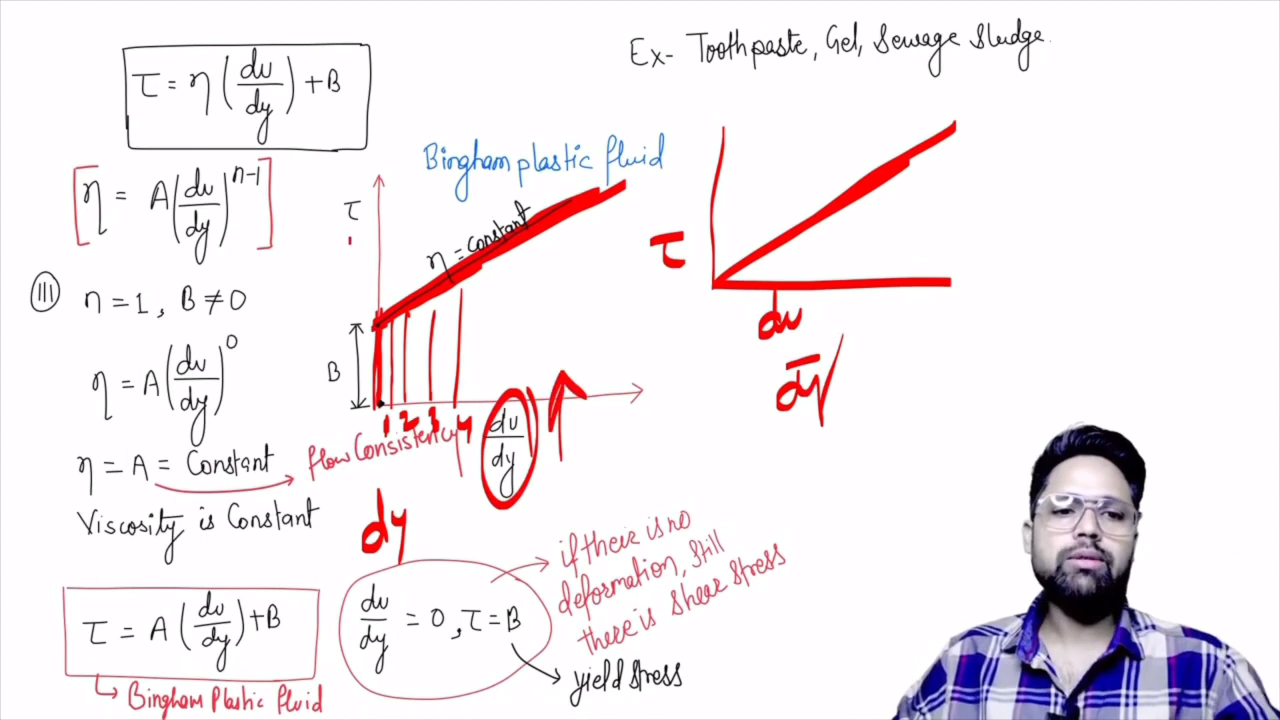 Ex- Toothpaste, Gel, Sewage Sludge.
τ = η (du/dy) + B
[η = A (du/dy)^(n-1)]
(III) n = 1, B ≠ 0
η = A (du/dy)^0
η = A = Constant
Viscosity is Constant
τ = A (du/dy) + B
Bingham Plastic fluid
Bingham plastic fluid
τ
η = constant
B
1 2 3 4
du/dy
flow Consistency
dy
du/dy = 0, τ = B
if there is no
deformation, still
there is shear stress
yield stress
τ
du/dy